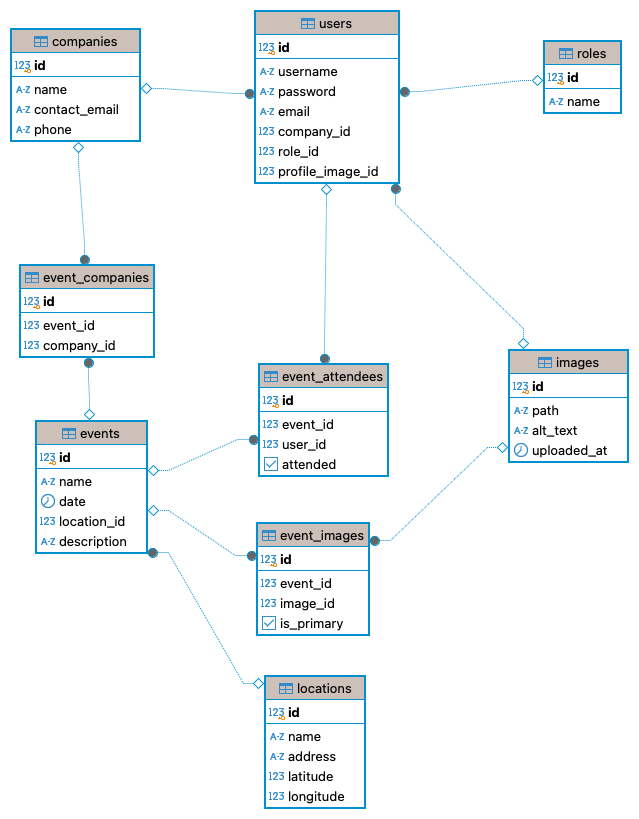 companies
123 id
A-Z name
A-Z contact_email
A-Z phone
users
123 id
A-Z username
A-Z password
A-Z email
123 company_id
123 role_id
123 profile_image_id
roles
123 id
A-Z name
event_companies
123 id
123 event_id
123 company_id
event_attendees
123 id
123 event_id
123 user_id
attended
images
123 id
A-Z path
A-Z alt_text
uploaded_at
events
123 id
A-Z name
date
123 location_id
A-Z description
event_images
123 id
123 event_id
123 image_id
is_primary
locations
123 id
A-Z name
A-Z address
123 latitude
123 longitude